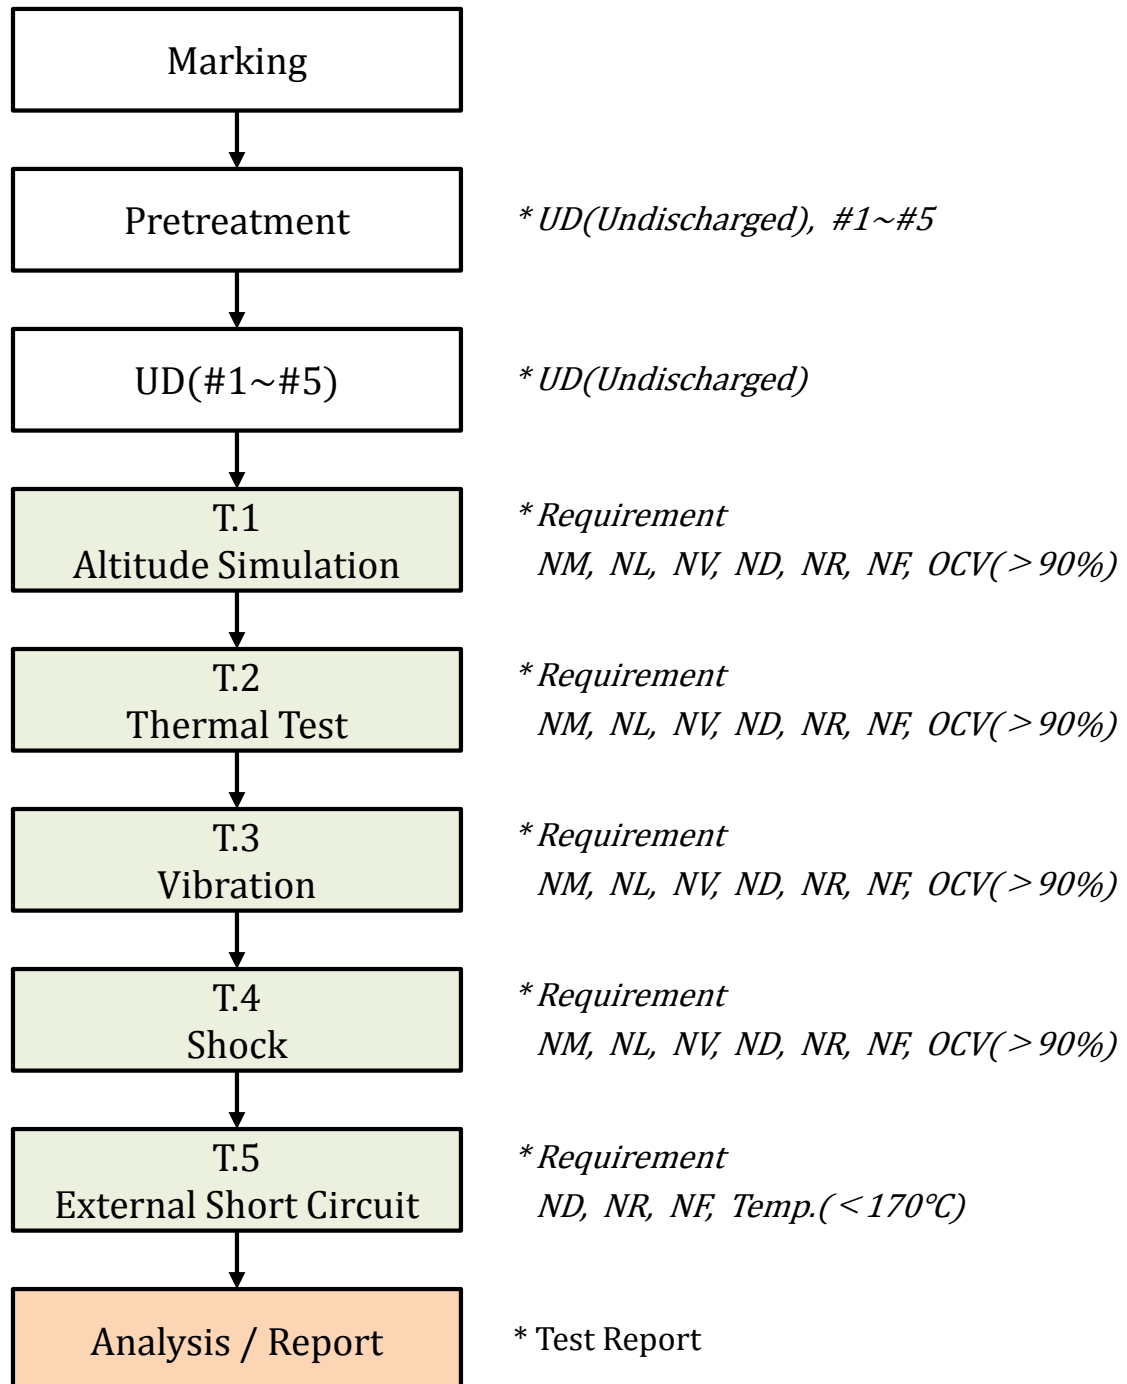 Marking
Pretreatment
* UD(Undischarged), #1~#5
UD(#1~#5)
* UD(Undischarged)
T.1
Altitude Simulation
* Requirement
NM, NL, NV, ND, NR, NF, OCV(＞90%)
T.2
Thermal Test
* Requirement
NM, NL, NV, ND, NR, NF, OCV(＞90%)
T.3
Vibration
* Requirement
NM, NL, NV, ND, NR, NF, OCV(＞90%)
T.4
Shock
* Requirement
NM, NL, NV, ND, NR, NF, OCV(＞90%)
T.5
External Short Circuit
* Requirement
ND, NR, NF, Temp.(＜170℃)
Analysis / Report
* Test Report